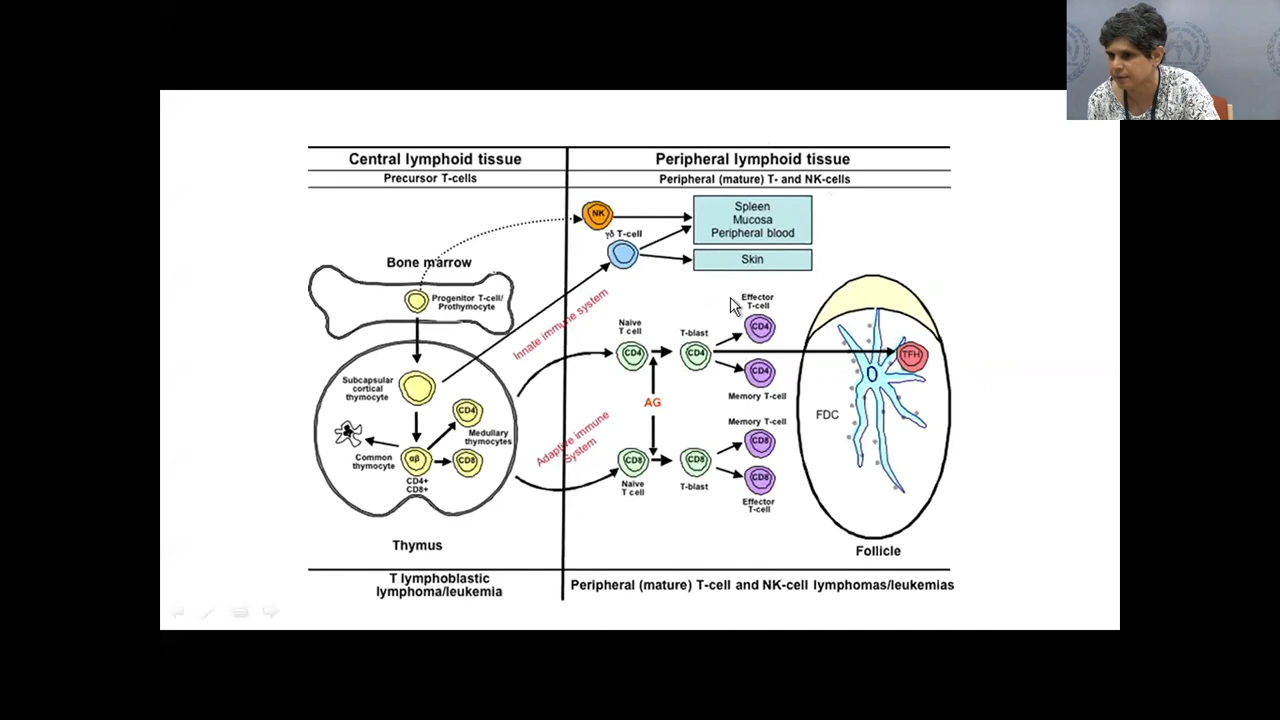 Central lymphoid tissue
Precursor T-cells
Peripheral lymphoid tissue
Peripheral (mature) T- and NK-cells
NK
γδ T-cell
Spleen
Mucosa
Peripheral blood
Skin
Bone marrow
Progenitor T-cell/
Prothymocyte
Innate immune system
Subcapsular
cortical
thymocyte
CD4
Medullary
thymocytes
Common
thymocyte
αβ
CD8
CD4+
CD8+
Thymus
Adaptive immune
System
Naive
T cell
CD4
T-blast
CD4
Effector
T-cell
CD4
CD4
Memory T-cell
AG
Memory T-cell
CD8
CD8
CD8
CD8
Naive
T cell
T-blast
Effector
T-cell
TFH
FDC
Follicle
T lymphoblastic
lymphoma/leukemia
Peripheral (mature) T-cell and NK-cell lymphomas/leukemias